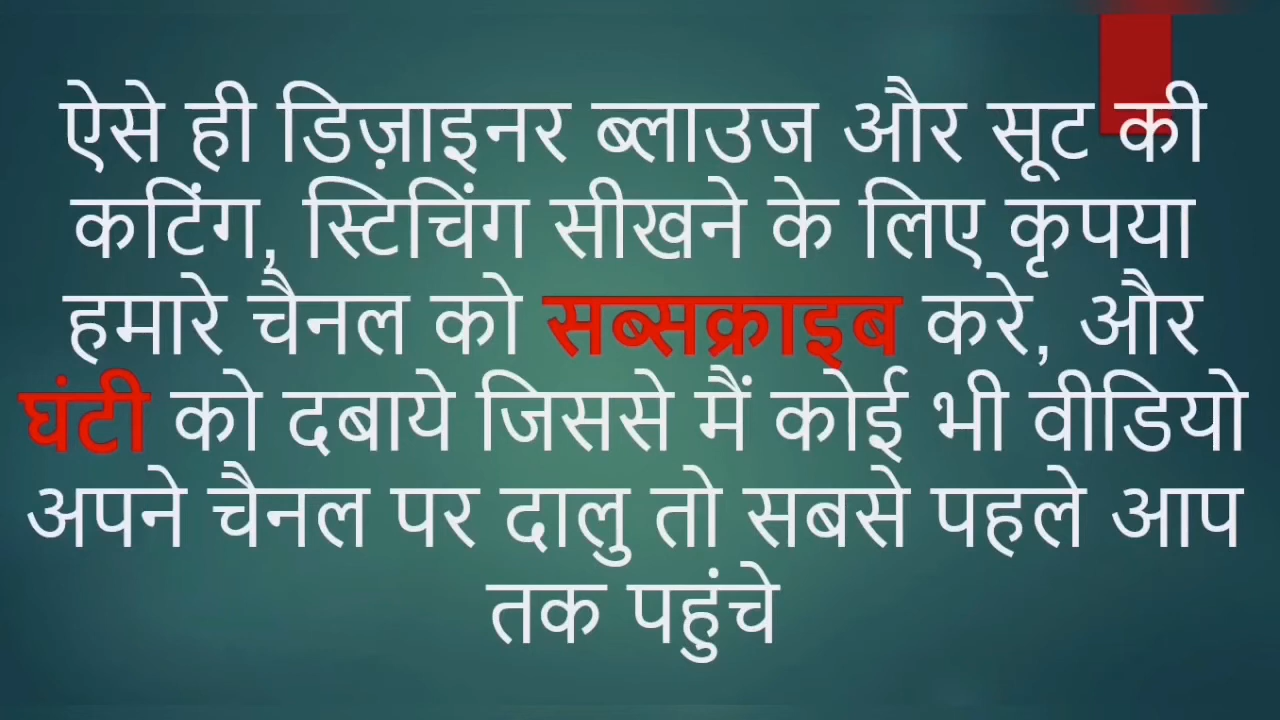 ऐसे ही डिज़ाइनर ब्लाउज और सूट की
कटिंग, स्टिचिंग सीखने के लिए कृपया
हमारे चैनल को सब्सक्राइब करे, और
घंटी को दबाये जिससे मैं कोई भी वीडियो
अपने चैनल पर दालु तो सबसे पहले आप
तक पहुंचे